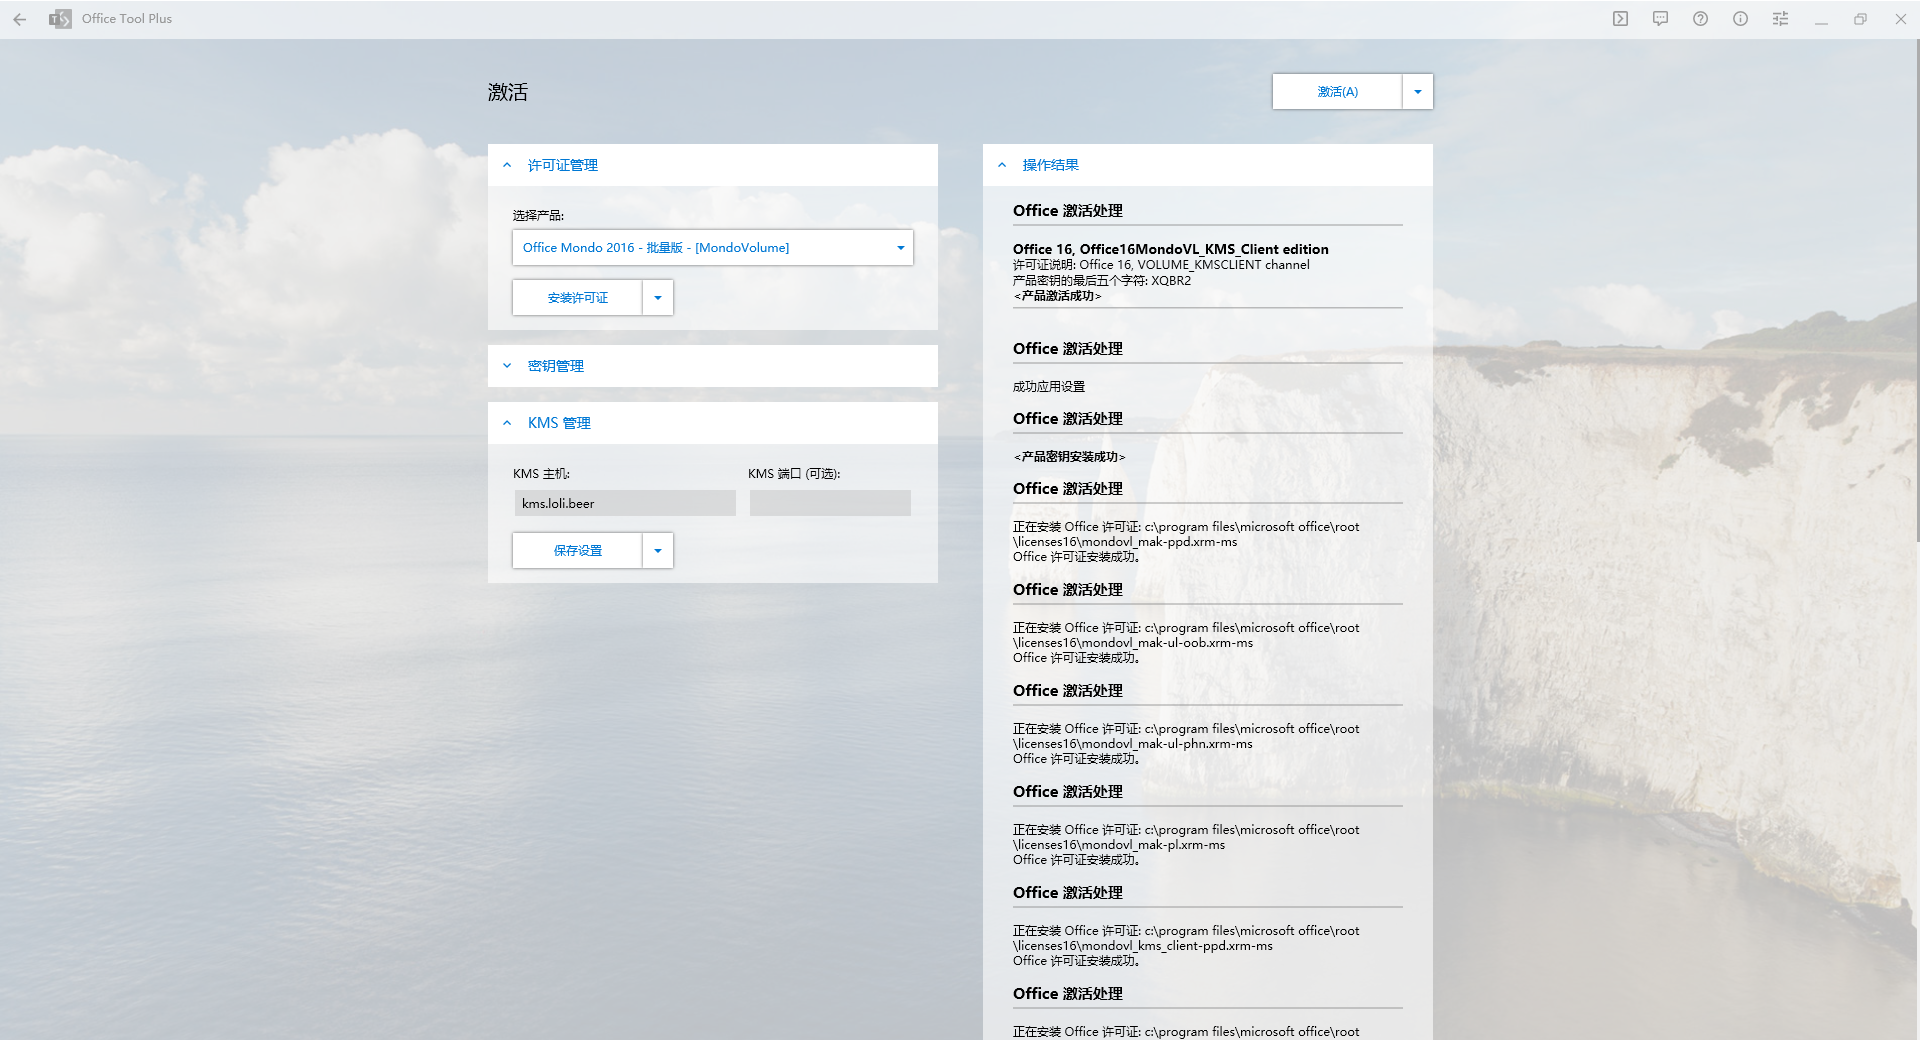 Office Tool Plus
激活
激活(A)
许可证管理
选择产品:
Office Mondo 2016 - 批量版 - [MondoVolume]
安装许可证
密钥管理
KMS 管理
KMS 主机:
KMS 端口 (可选):
kms.loli.beer
保存设置
操作结果
Office 激活处理
Office 16, Office16MondoVL_KMS_Client edition
许可证说明: Office 16, VOLUME_KMSCLIENT channel
产品密钥的最后五个字符: XQBR2
<产品激活成功>
Office 激活处理
成功应用设置
Office 激活处理
<产品密钥安装成功>
Office 激活处理
正在安装 Office 许可证: c:\program files\microsoft office\root
\licenses16\mondovl_mak-ppd.xrm-ms
Office 许可证安装成功。
Office 激活处理
正在安装 Office 许可证: c:\program files\microsoft office\root
\licenses16\mondovl_mak-ul-oob.xrm-ms
Office 许可证安装成功。
Office 激活处理
正在安装 Office 许可证: c:\program files\microsoft office\root
\licenses16\mondovl_mak-ul-phn.xrm-ms
Office 许可证安装成功。
Office 激活处理
正在安装 Office 许可证: c:\program files\microsoft office\root
\licenses16\mondovl_mak-pl.xrm-ms
Office 许可证安装成功。
Office 激活处理
正在安装 Office 许可证: c:\program files\microsoft office\root
\licenses16\mondovl_kms_client-ppd.xrm-ms
Office 许可证安装成功。
Office 激活处理
正在安装 Office 许可证: c:\program files\microsoft office\root